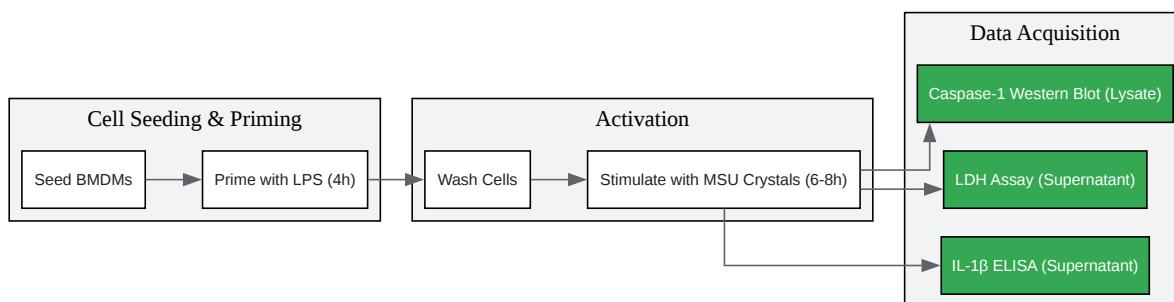 Cell Seeding & Priming
Seed BMDMs
Prime with LPS (4h)
Activation
Wash Cells
Stimulate with MSU Crystals (6-8h)
Data Acquisition
Caspase-1 Western Blot (Lysate)
LDH Assay (Supernatant)
IL-1β ELISA (Supernatant)